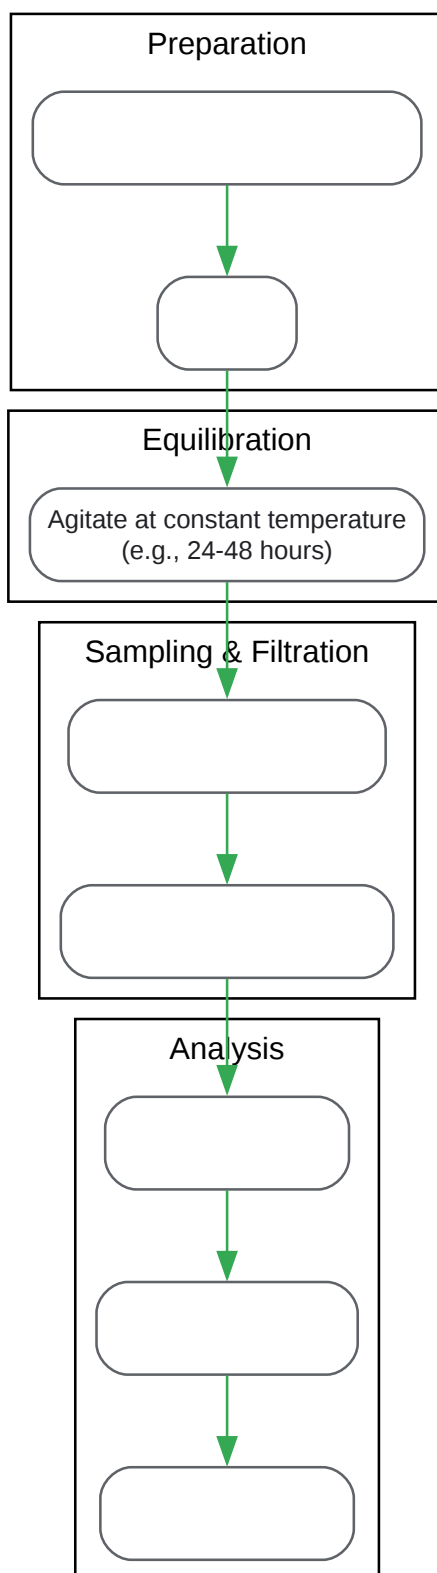 Preparation
Equilibration
Agitate at constant temperature
(e.g., 24-48 hours)
Sampling & Filtration
Analysis